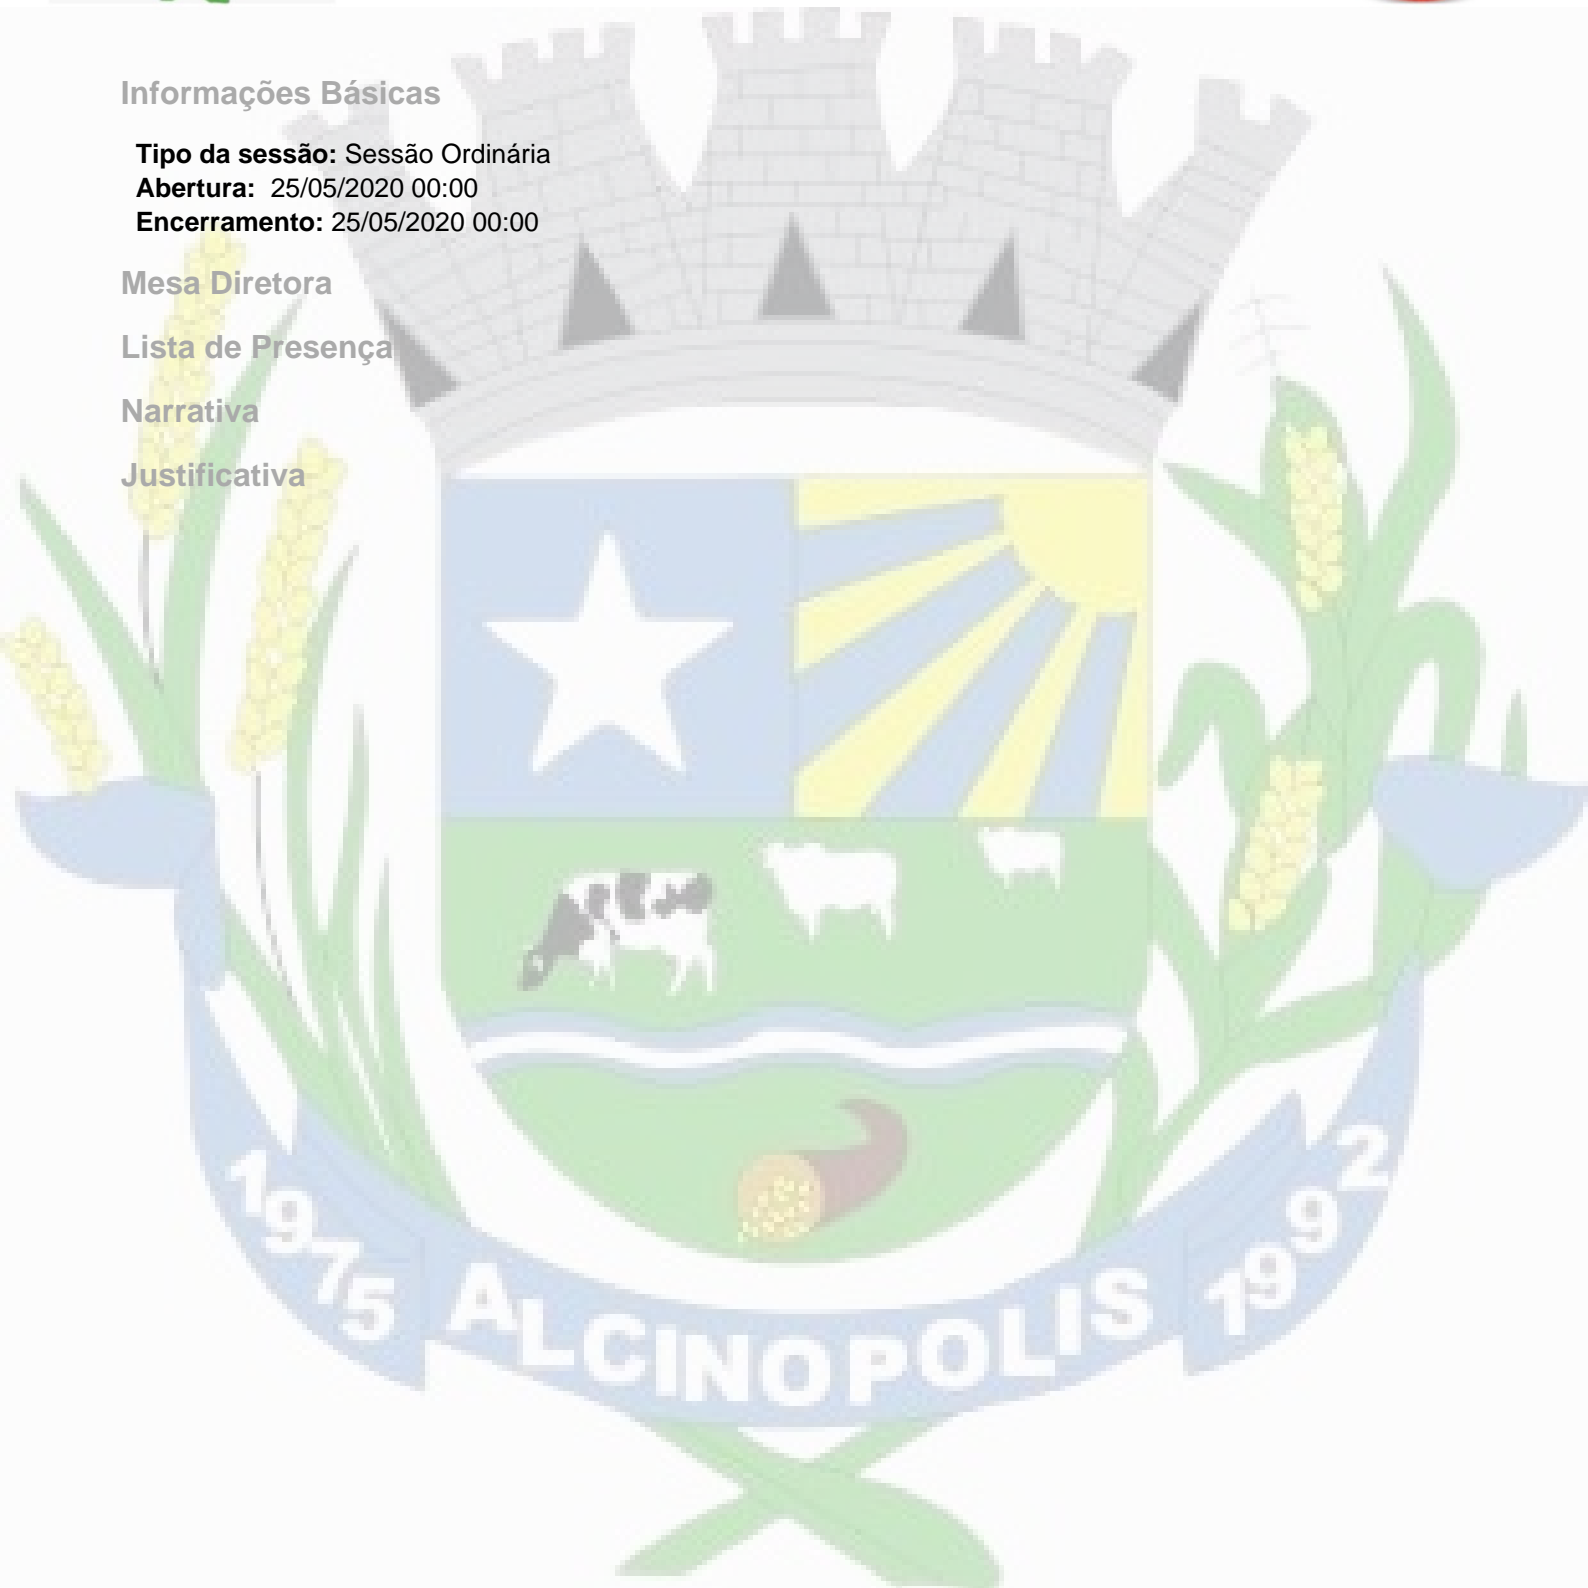 Informações Básicas
Tipo da sessão: Sessão Ordinária
Abertura: 25/05/2020 00:00
Encerramento: 25/05/2020 00:00
Mesa Diretora
Lista de Presença
Narrativa
Justificativa
1975 ALCINOPOLIS 1992